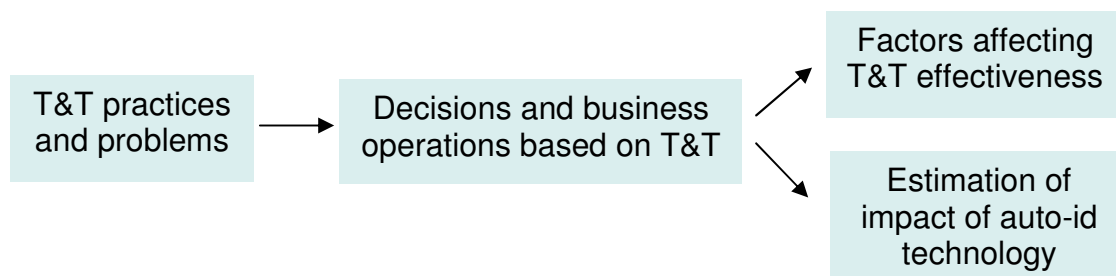 T&T practices
and problems
Decisions and business
operations based on T&T
Factors affecting
T&T effectiveness
Estimation of
impact of auto-id
technology